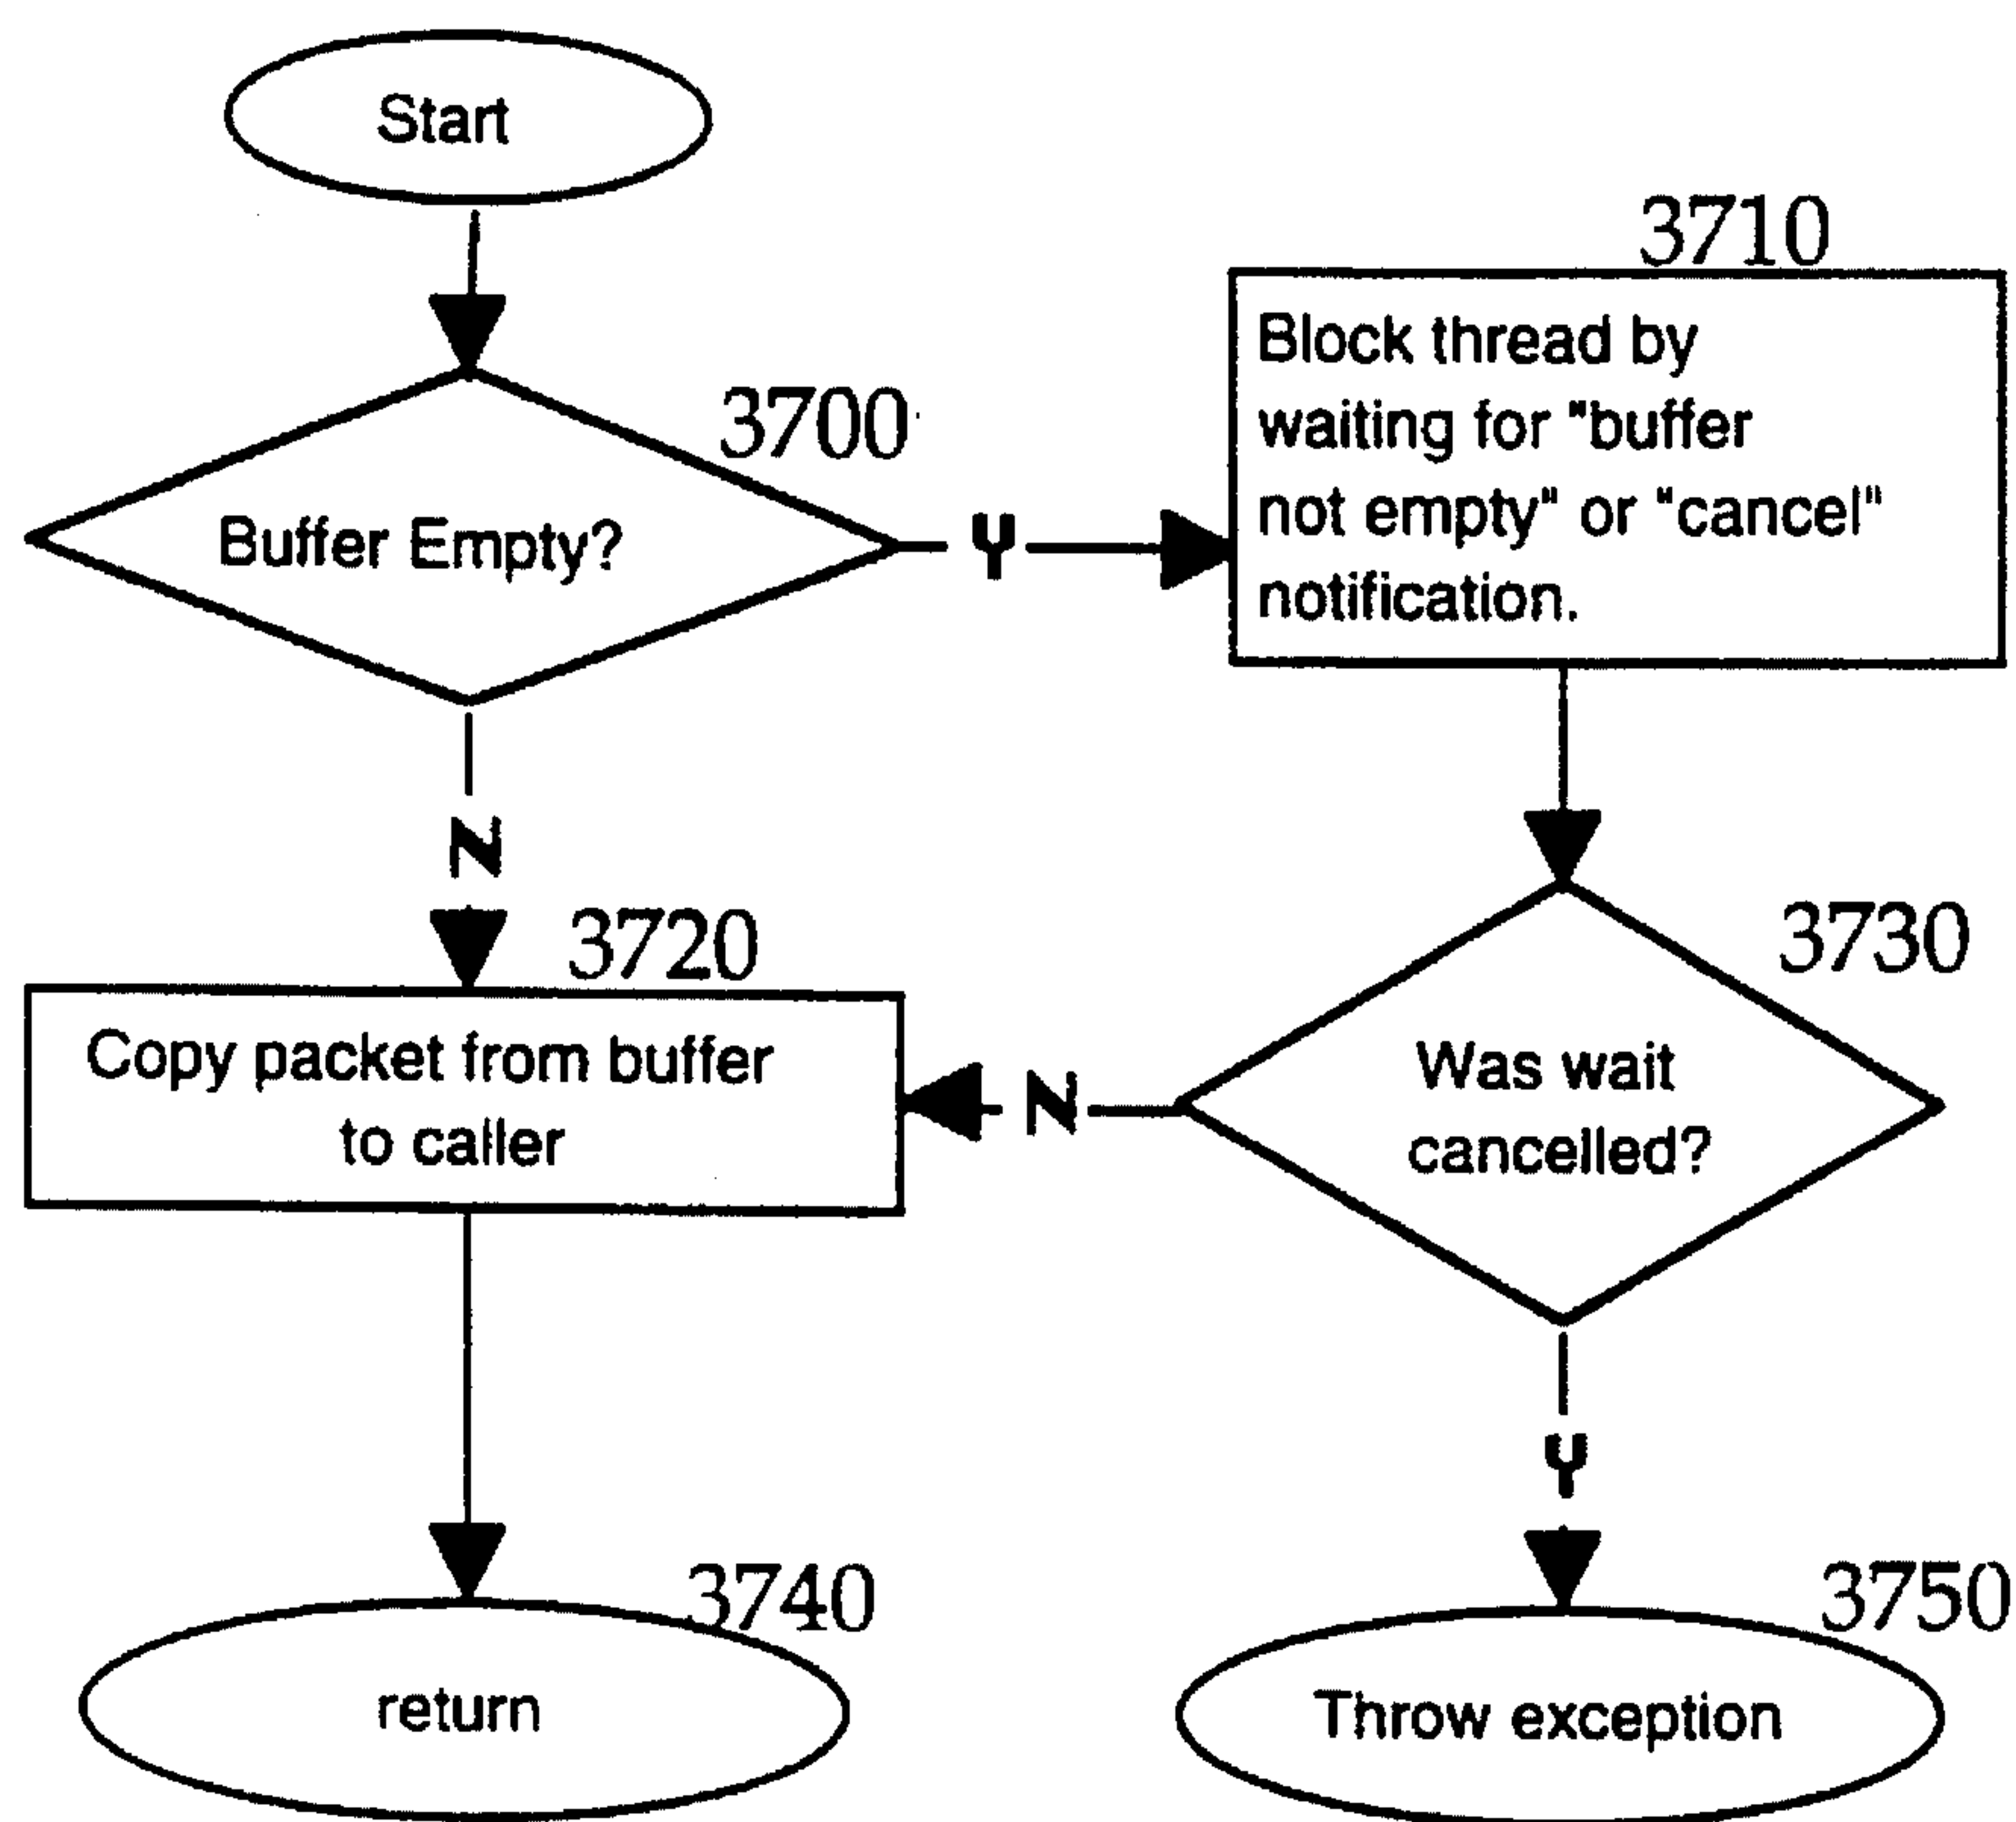 Start
3700
Buffer Empty?
Y
3710
Block thread by
waiting for "buffer
not empty" or "cancel"
notification.
N
3720
Copy packet from buffer
to caller
N
3730
Was wait
cancelled?
Y
3740
return
3750
Throw exception